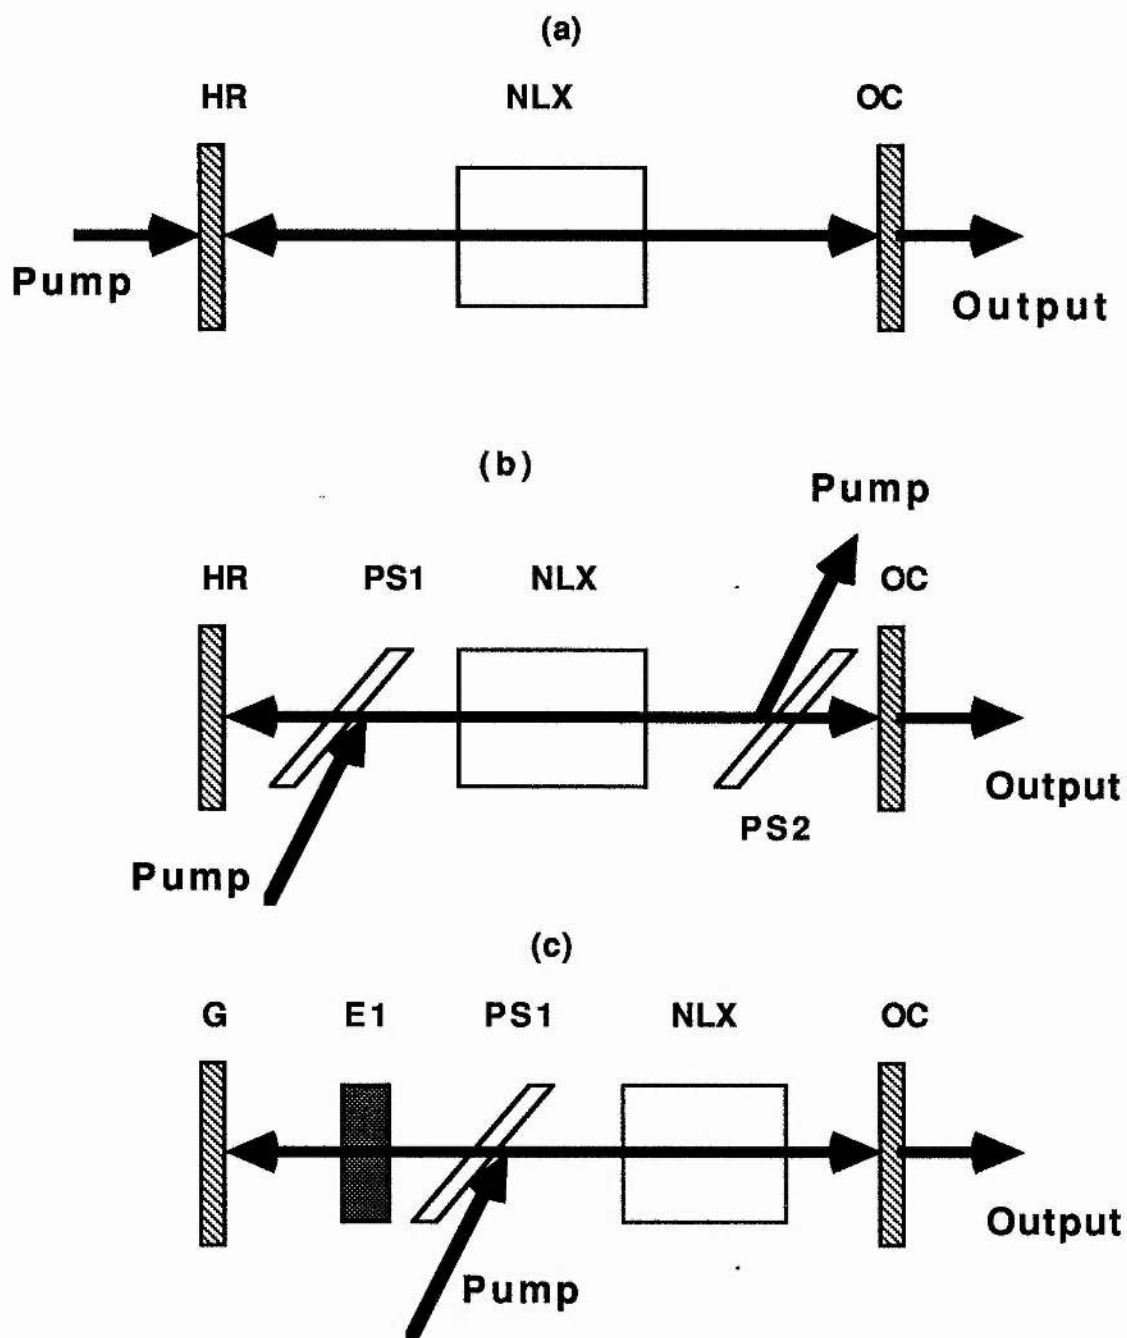 (a)
HR NLX OC
Pump
Output
(b)
Pump
HR PS1 NLX OC
Output
PS2
Pump
(c)
G E1 PS1 NLX OC
Output
Pump